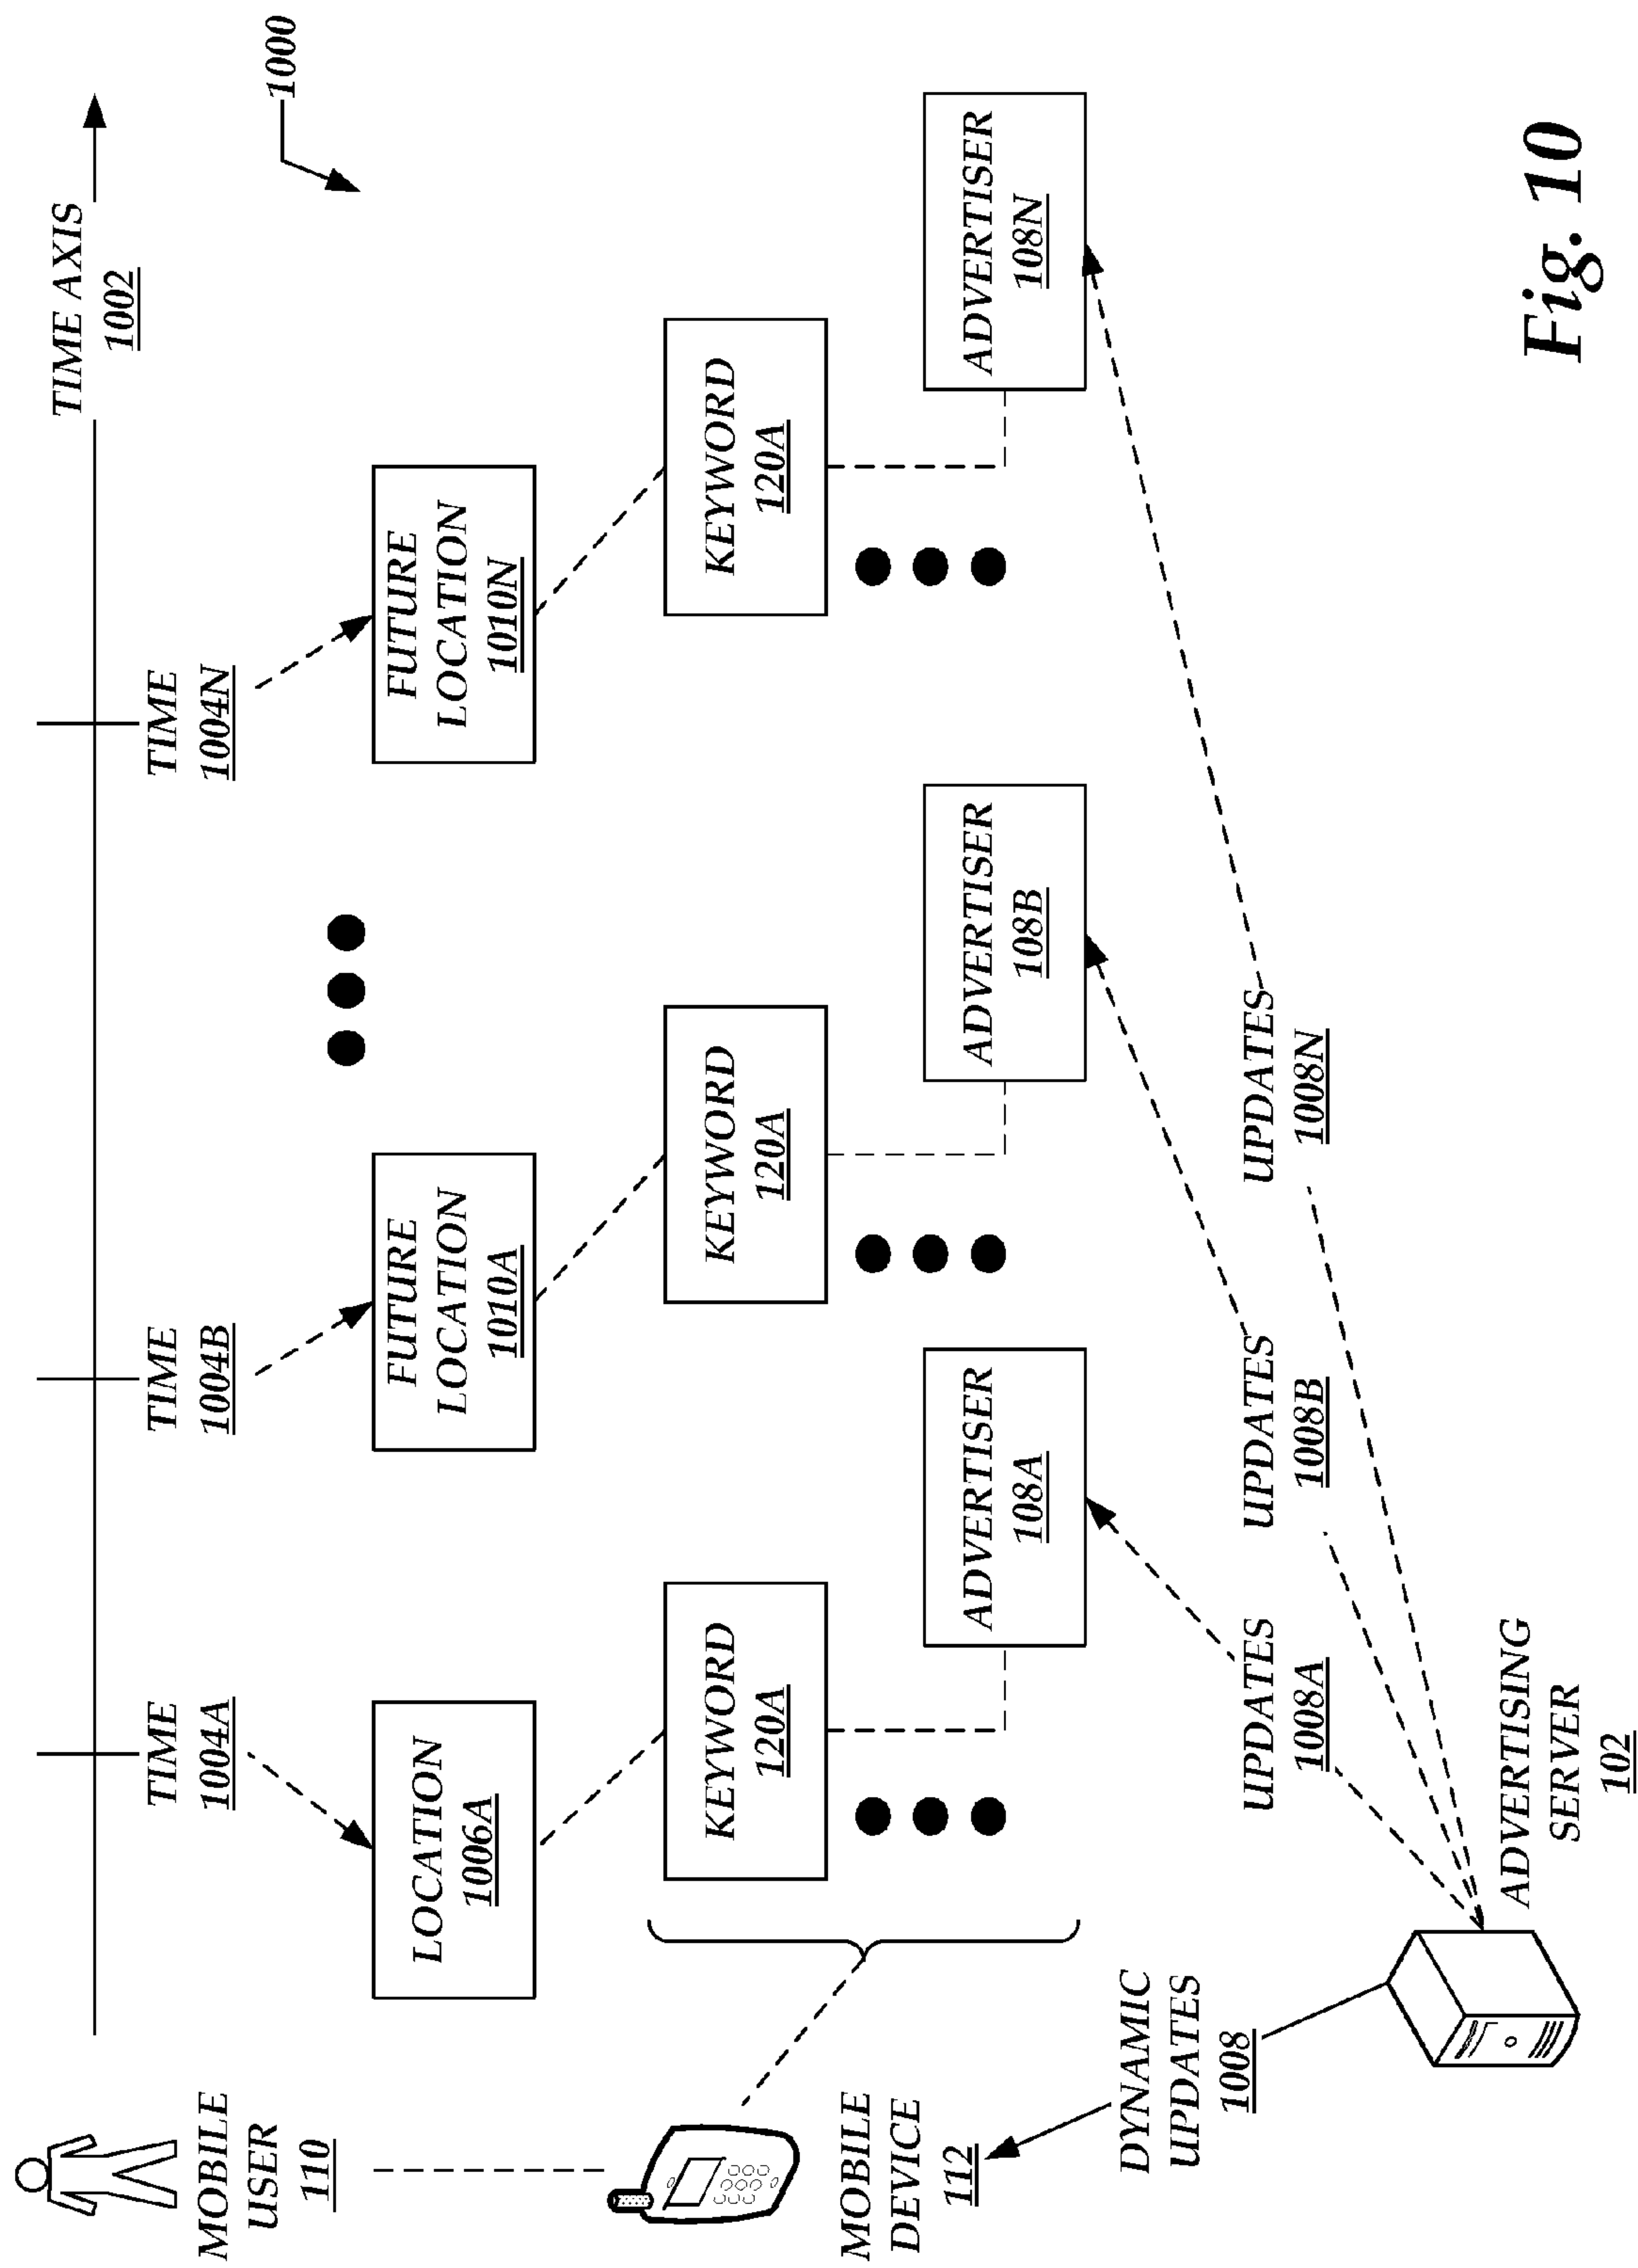 TIME AXIS
1002
1000
MOBILE
USER
110
TIME
1004A
TIME
1004B
TIME
1004N
LOCATION
1006A
FUTURE
LOCATION
1010A
FUTURE
LOCATION
1010N
KEYWORD
120A
KEYWORD
120A
KEYWORD
120A
MOBILE
DEVICE
112
ADVERTISER
108A
ADVERTISER
108B
ADVERTISER
108N
DYNAMIC
UPDATES
1008
UPDATES
1008A
UPDATES
1008B
UPDATES
1008N
ADVERTISING
SERVER
102
Fig. 10